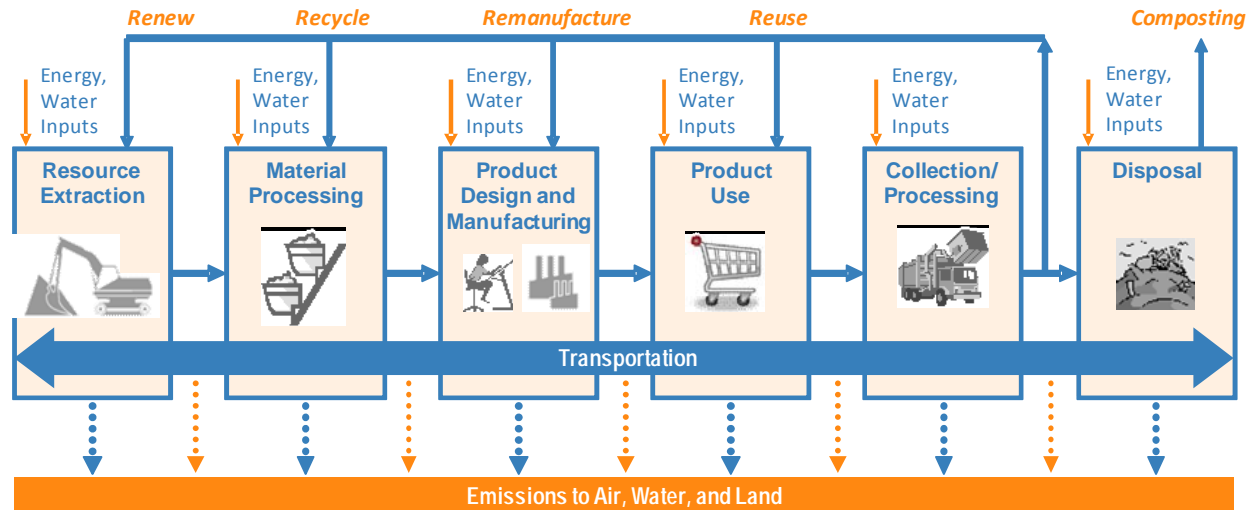 Renew
Recycle
Remanufacture
Reuse
Composting
Energy,
Water
Inputs
Energy,
Water
Inputs
Energy,
Water
Inputs
Energy,
Water
Inputs
Energy,
Water
Inputs
Energy,
Water
Inputs
Resource
Extraction
Material
Processing
Product
Design and
Manufacturing
Product
Use
Collection/
Processing
Disposal
Transportation
Emissions to Air, Water, and Land